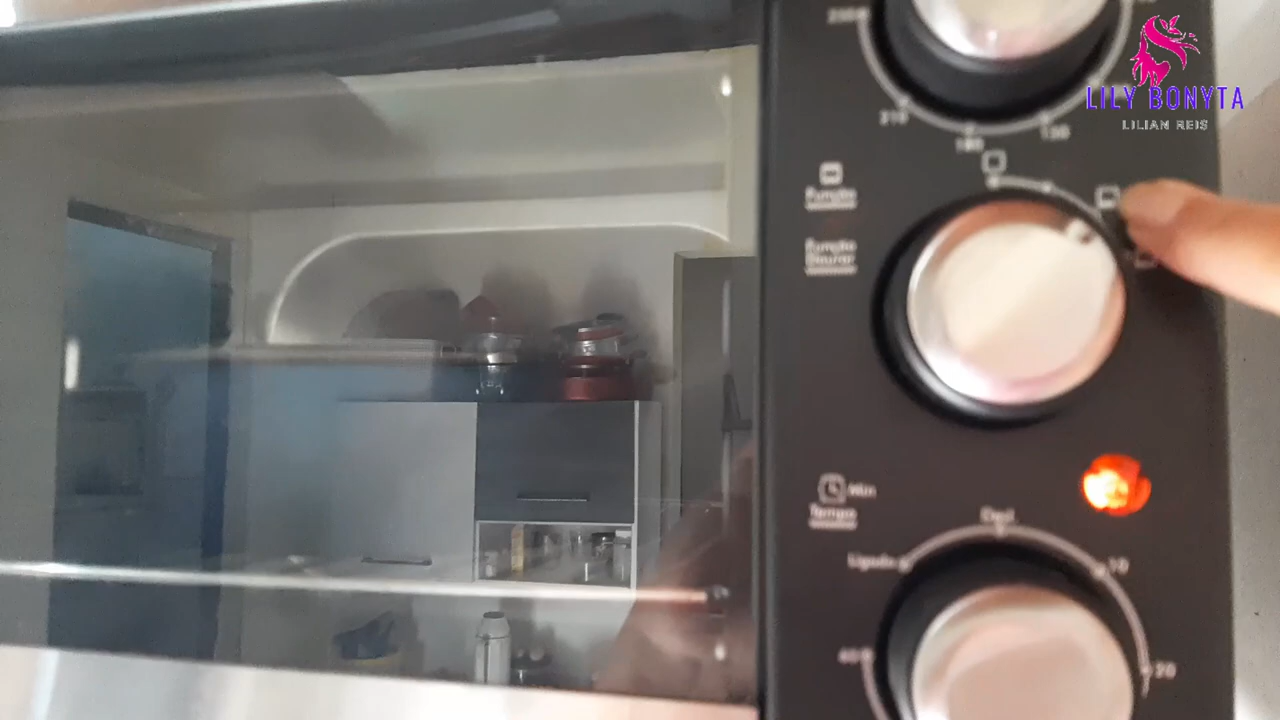 LILY BONYTA
LILIAN REIS
210
180
150
Função
Função
Dourar
Min
Tempo
Desl
Ligado
10
60
20